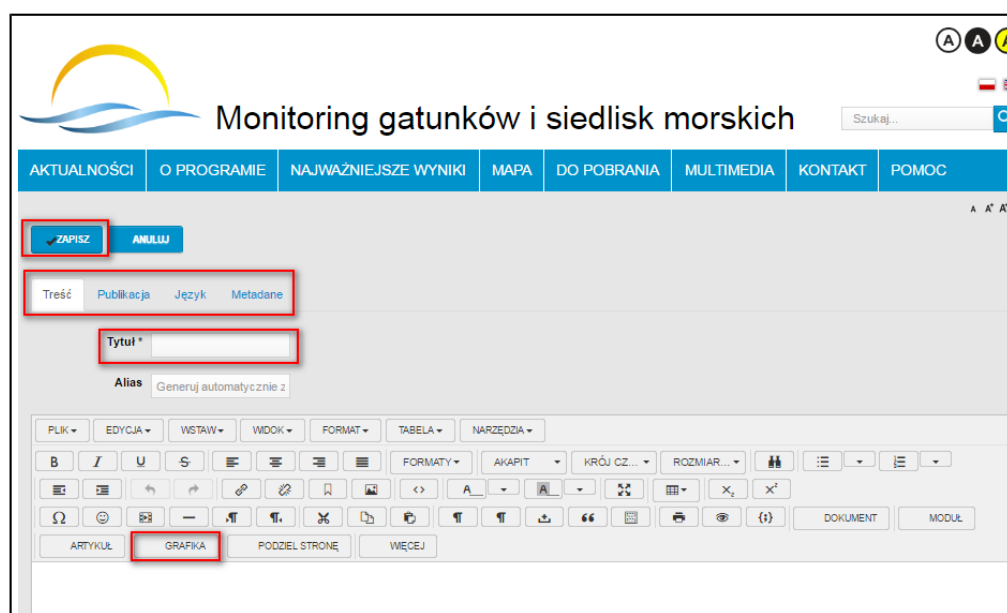 A A A
Monitoring gatunków i siedlisk morskich
Szukaj...
AKTUALNOŚCI O PROGRAMIE NAJWAŻNIEJSZE WYNIKI MAPA DO POBRANIA MULTIMEDIA KONTAKT POMOC
A A+
ZAPISZ ANULUJ
Treść Publikacja Język Metadane
Tytuł *
Alias Generuj automatycznie z
PLIK EDYCJA WSTAW WIDOK FORMAT TABELA NARZĘDZIA
B I U S FORMATY AKAPIT KRÓJ CZ... ROZMIAR...
<> A A X₂ X²
Ω ¶ ¶ ¶ ¶ {;} DOKUMENT MODUŁ
ARTYKUŁ GRAFIKA PODZIEL STRONĘ WIĘCEJ